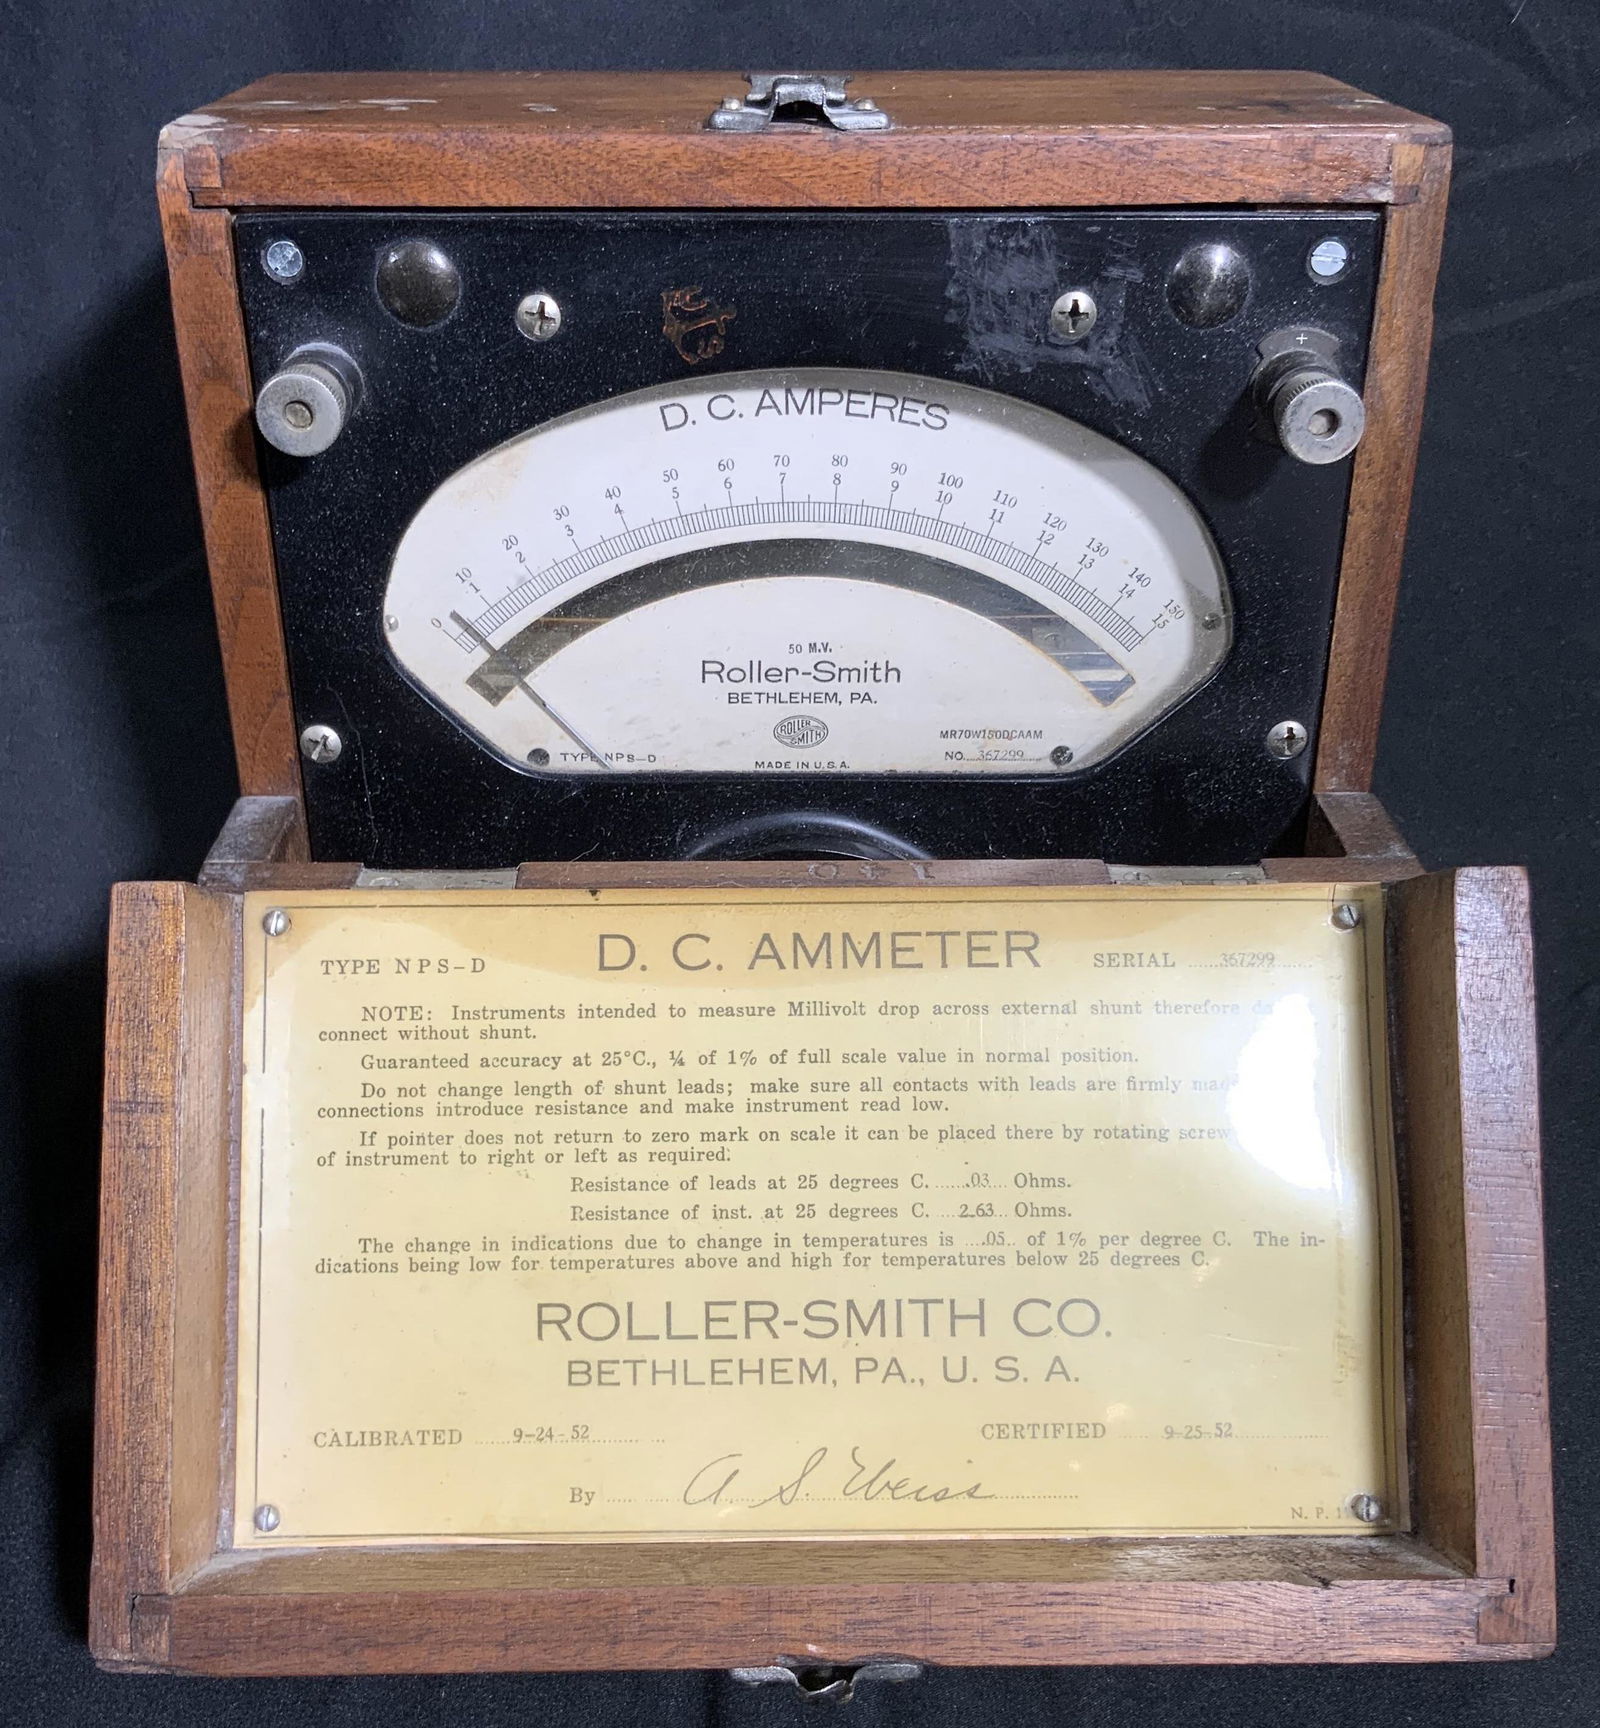 +
D. C. AMPERES
0 10 20 30 40 50 60 70 80 90 100 110 120 130 140 150
1 2 3 4 5 6 7 8 9 10 11 12 13 14 15
50 M.V.
Roller-Smith
BETHLEHEM, PA.
ROLLER
SMITH
MR70W150DCAAM
TYPE NPS-D
NO. 367299
MADE IN U.S.A.
140
D. C. AMMETER
TYPE NPS-D
SERIAL 367299
NOTE: Instruments intended to measure Millivolt drop across external shunt therefore do
connect without shunt.
Guaranteed accuracy at 25°C., ¼ of 1% of full scale value in normal position.
Do not change length of shunt leads; make sure all contacts with leads are firmly made
connections introduce resistance and make instrument read low.
If pointer does not return to zero mark on scale it can be placed there by rotating screw
of instrument to right or left as required.
Resistance of leads at 25 degrees C. .03 Ohms.
Resistance of inst. at 25 degrees C. 2.63 Ohms.
The change in indications due to change in temperatures is .05 of 1% per degree C. The in-
dications being low for temperatures above and high for temperatures below 25 degrees C.
ROLLER-SMITH CO.
BETHLEHEM, PA., U. S. A.
CALIBRATED 9-24-52
CERTIFIED 9-25-52
By A S. Weiss
N. P.